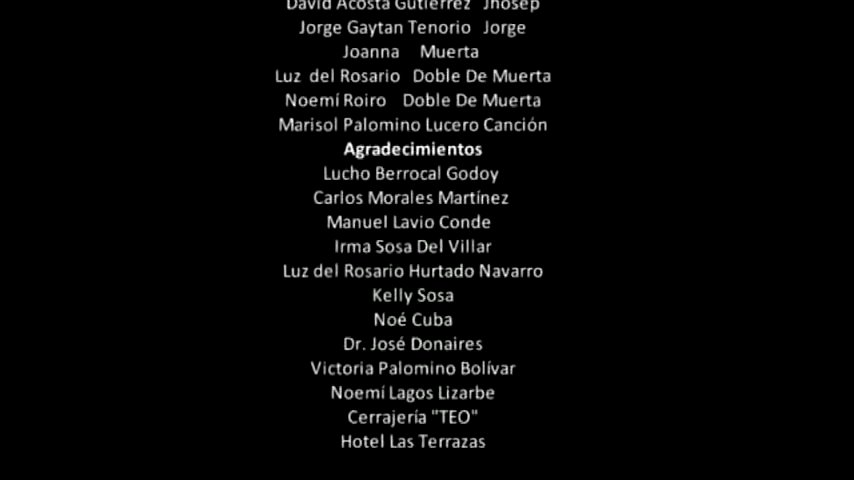 David Acosta Gutierrez Jhosep
Jorge Gaytan Tenorio Jorge
Joanna Muerta
Luz del Rosario Doble De Muerta
Noemí Roiro Doble De Muerta
Marisol Palomino Lucero Canción
Agradecimientos
Lucho Berrocal Godoy
Carlos Morales Martínez
Manuel Lavio Conde
Irma Sosa Del Villar
Luz del Rosario Hurtado Navarro
Kelly Sosa
Noé Cuba
Dr. José Donaires
Victoria Palomino Bolívar
Noemí Lagos Lizarbe
Cerrajería "TEO"
Hotel Las Terrazas